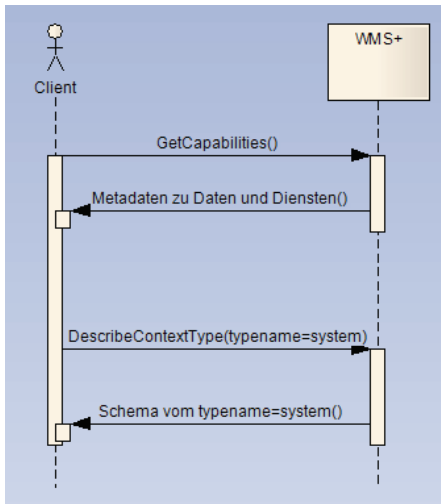 WMS+
Client
GetCapabilities()
Metadaten zu Daten und Diensten()
DescribeContextType(typename=system)
Schema vom typename=system()